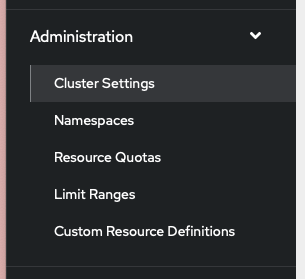 Administration
Cluster Settings
Namespaces
Resource Quotas
Limit Ranges
Custom Resource Definitions